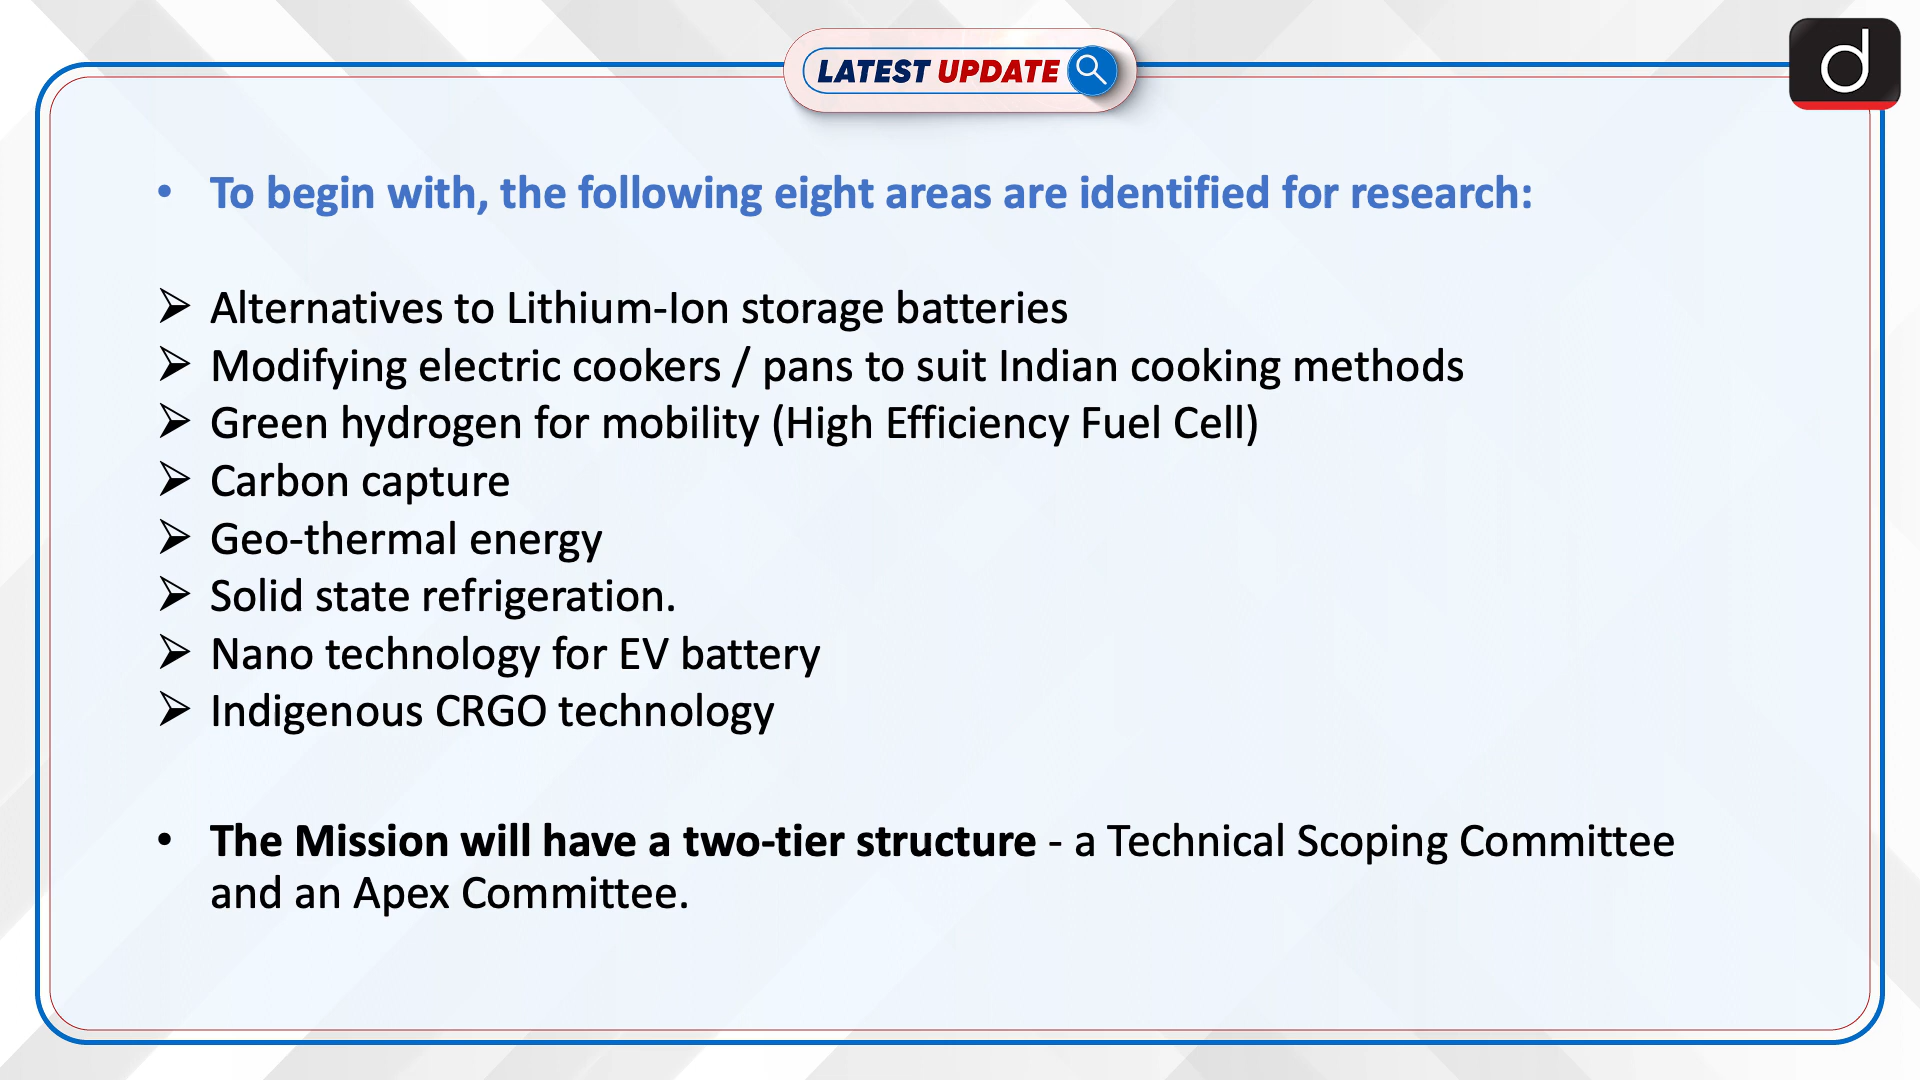 LATEST UPDATE
d
• To begin with, the following eight areas are identified for research:
➢ Alternatives to Lithium-Ion storage batteries
➢ Modifying electric cookers / pans to suit Indian cooking methods
➢ Green hydrogen for mobility (High Efficiency Fuel Cell)
➢ Carbon capture
➢ Geo-thermal energy
➢ Solid state refrigeration.
➢ Nano technology for EV battery
➢ Indigenous CRGO technology
• The Mission will have a two-tier structure - a Technical Scoping Committee
and an Apex Committee.